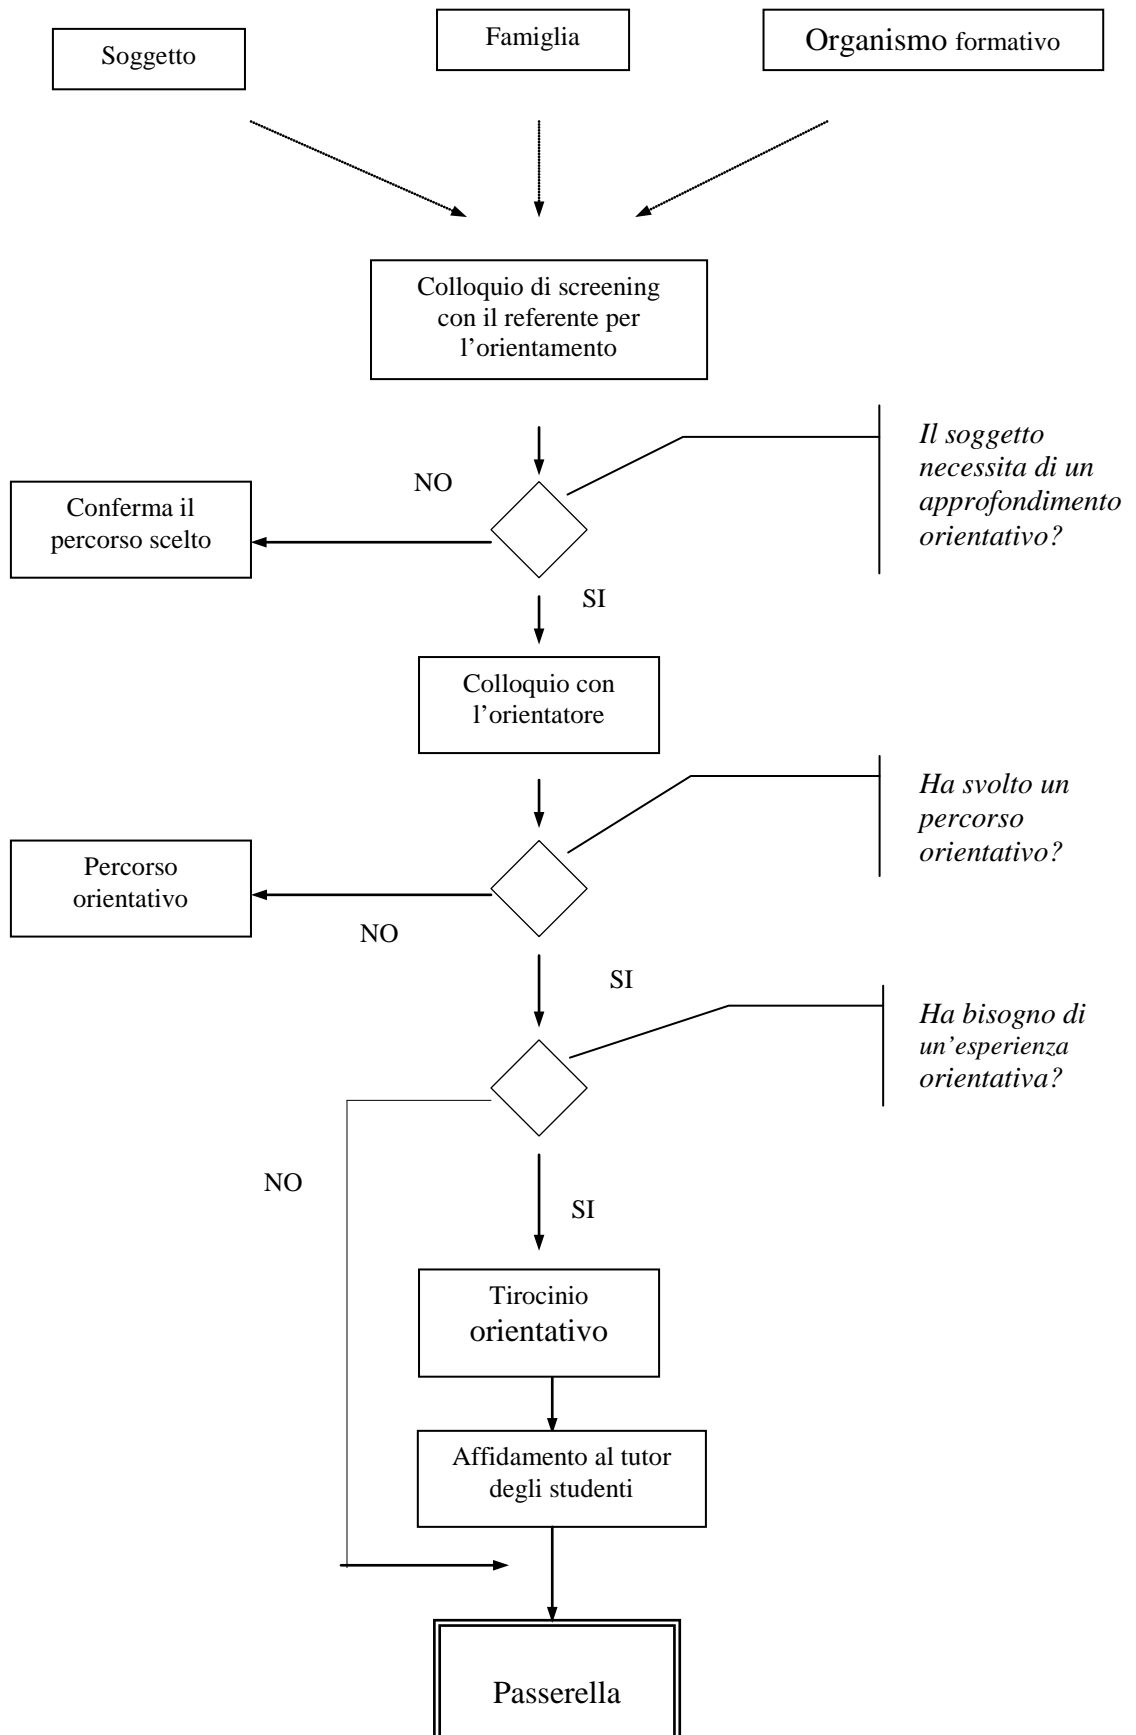 Soggetto
Famiglia
Organismo formativo
Colloquio di screening
con il referente per
l’orientamento
Il soggetto
necessita di un
approfondimento
orientativo?
NO
Conferma il
percorso scelto
SI
Colloquio con
l’orientatore
Ha svolto un
percorso
orientativo?
Percorso
orientativo
NO
SI
Ha bisogno di
un’esperienza
orientativa?
NO
SI
Tirocinio
orientativo
Affidamento al tutor
degli studenti
Passerella